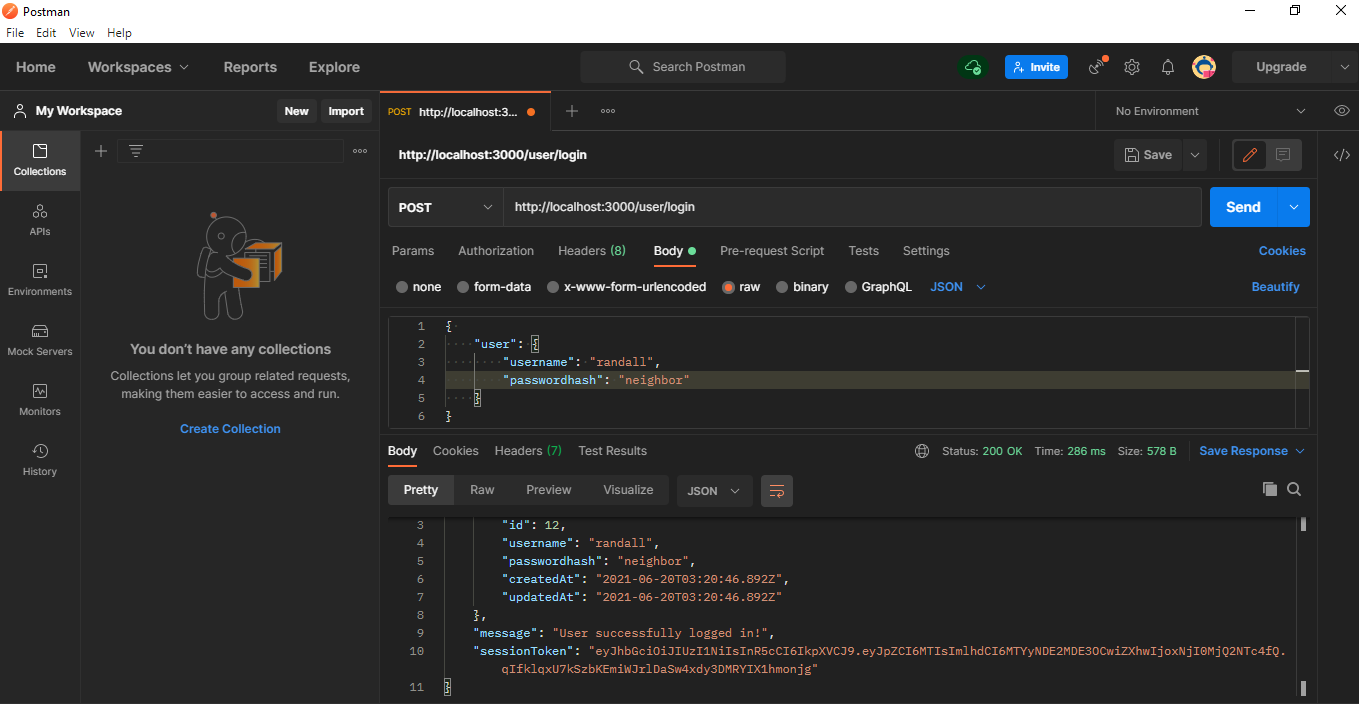 Postman
File Edit View Help
Home Workspaces Reports Explore Search Postman Invite Upgrade
My Workspace New Import POST http://localhost:3... No Environment
Collections
APIs
Environments
Mock Servers
Monitors
History
You don't have any collections
Collections let you group related requests,
making them easier to access and run.
Create Collection
http://localhost:3000/user/login Save
POST http://localhost:3000/user/login Send
Params Authorization Headers (8) Body Pre-request Script Tests Settings Cookies
none form-data x-www-form-urlencoded raw binary GraphQL JSON Beautify
1 {
2 "user": {
3 "username": "randall",
4 "passwordhash": "neighbor"
5 }
6 }
Body Cookies Headers (7) Test Results Status: 200 OK Time: 286 ms Size: 578 B Save Response
Pretty Raw Preview Visualize JSON
3 "id": 12,
4 "username": "randall",
5 "passwordhash": "neighbor",
6 "createdAt": "2021-06-20T03:20:46.892Z",
7 "updatedAt": "2021-06-20T03:20:46.892Z"
8 },
9 "message": "User successfully logged in!",
10 "sessionToken": "eyJhbGciOiJIUzI1NiIsInR5cCI6IkpXVCJ9.eyJpZCI6MTIsImlhdCI6MTYyNDE2MDE3OCwiZXhwIjoxNjI0MjQ2NTc4fQ.
qIfklqxU7kSzbKEmiWJrlDaSw4xdy3DMRYIX1hmonjg"
11 }